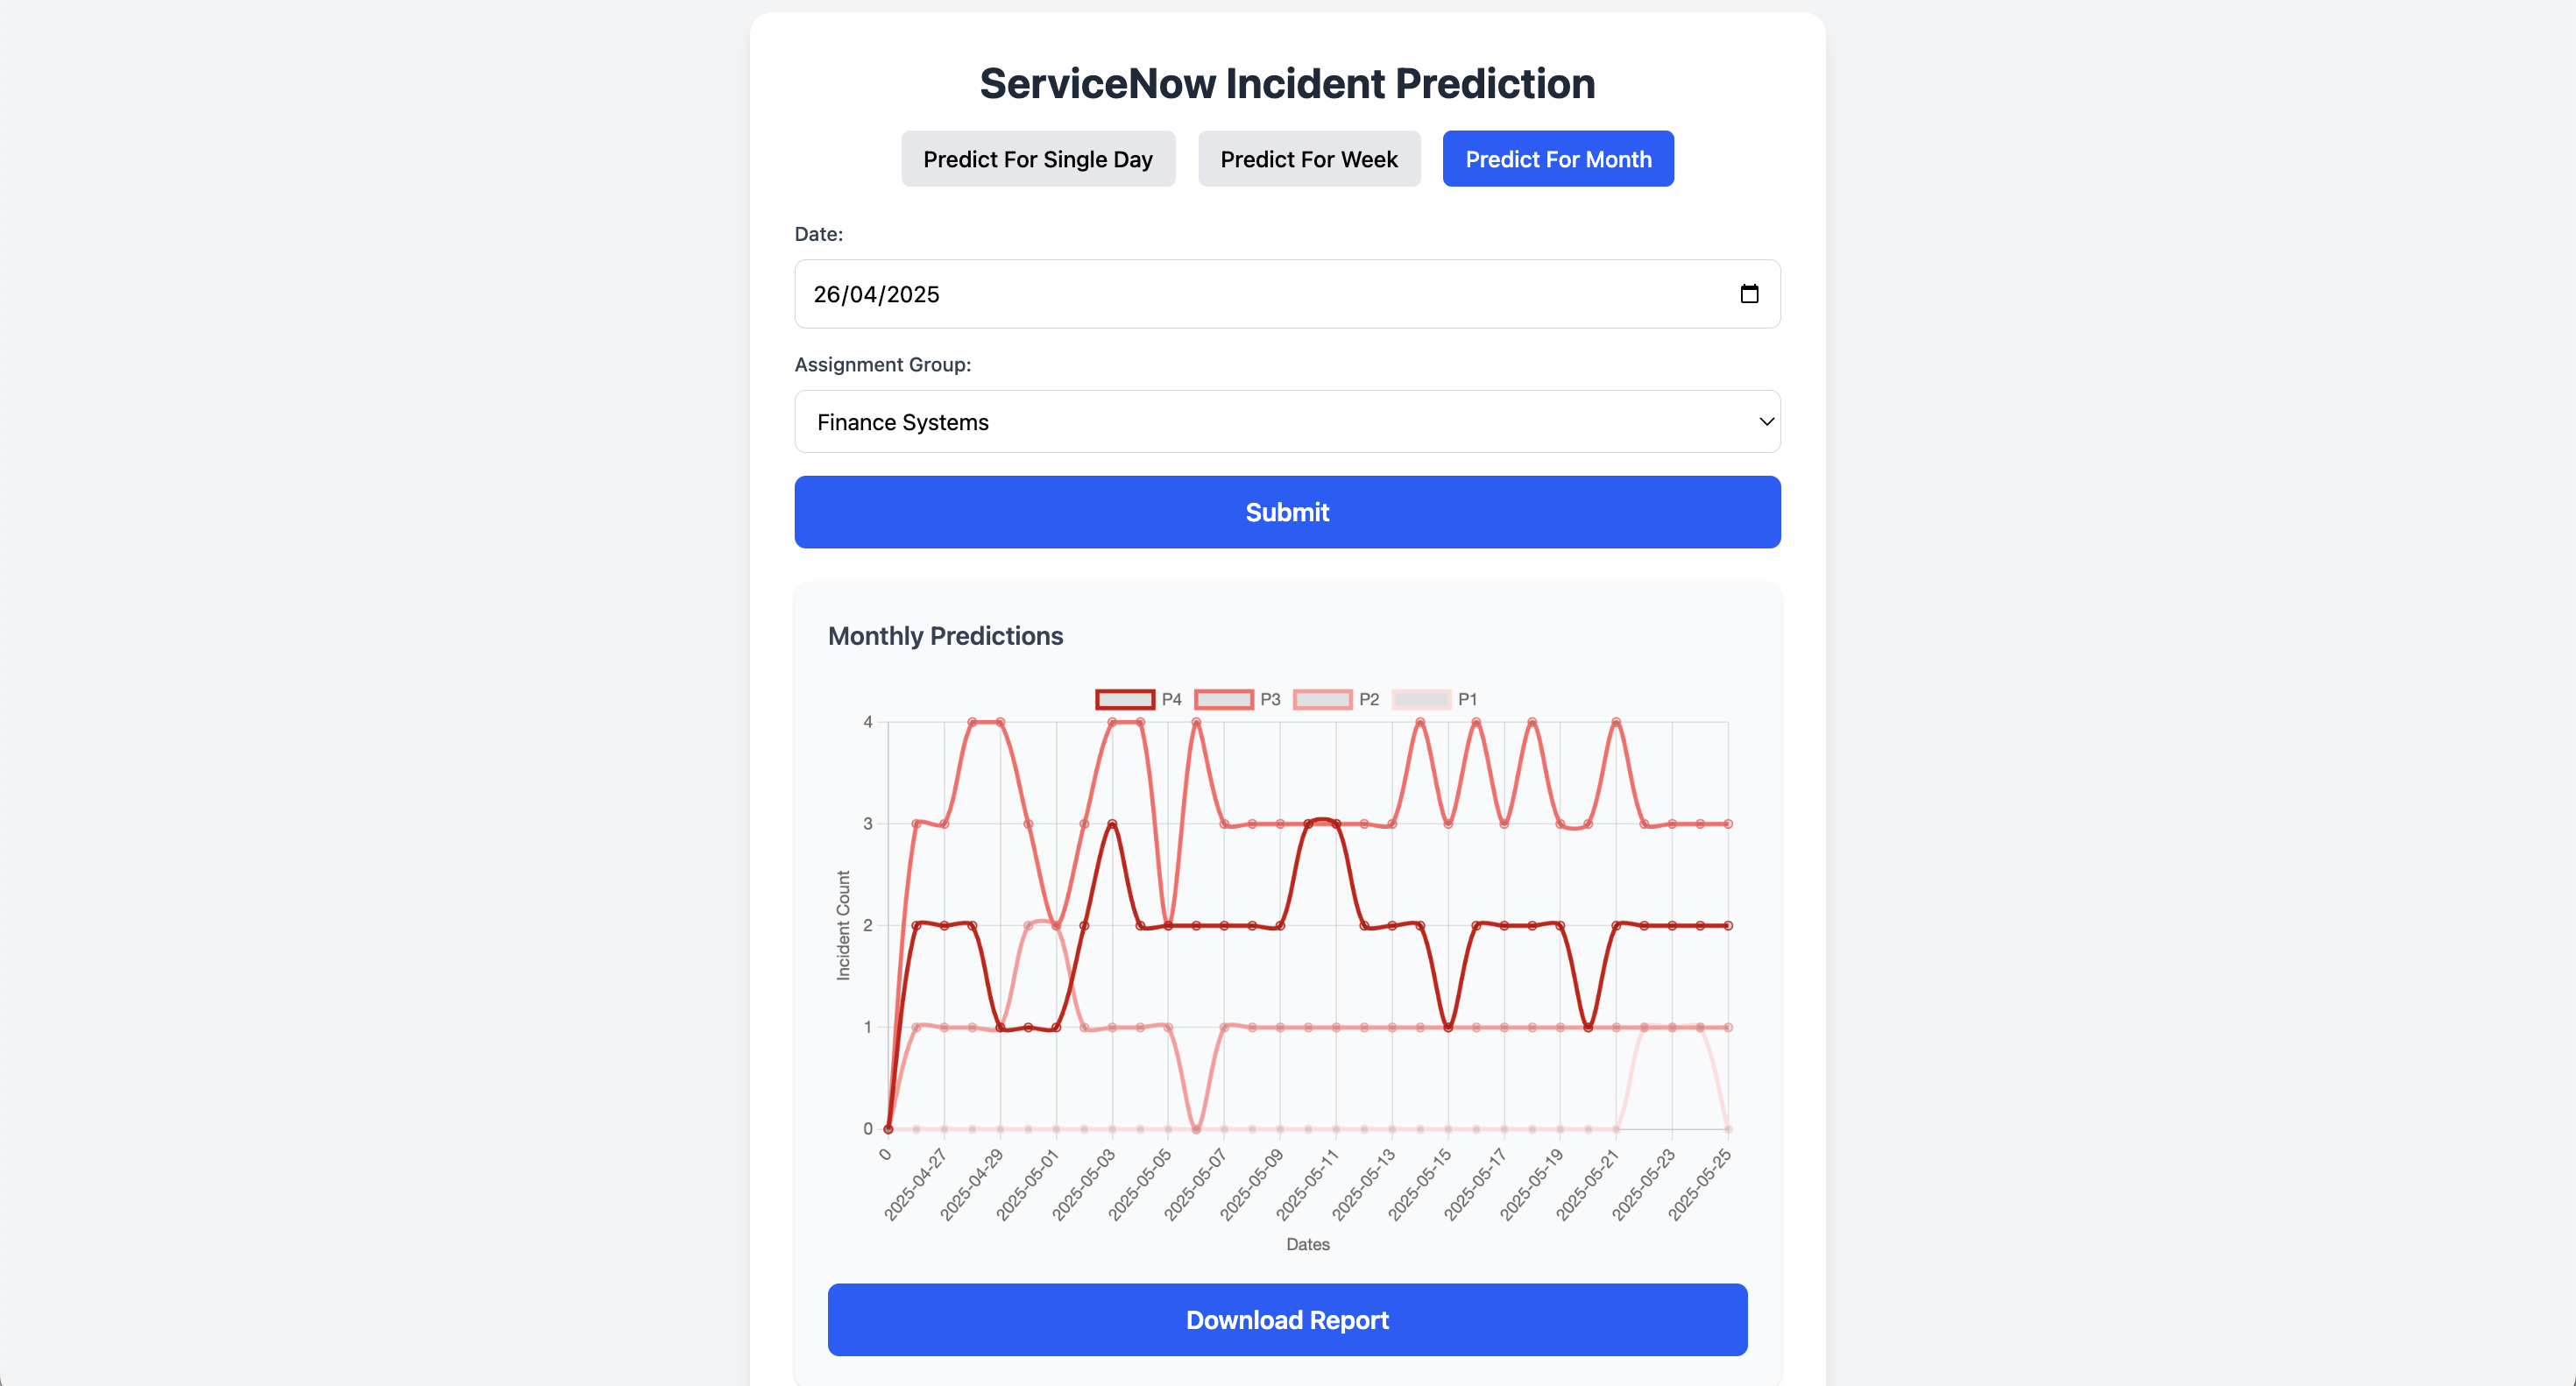 ServiceNow Incident Prediction
Predict For Single Day Predict For Week Predict For Month
Date:
26/04/2025
Assignment Group:
Finance Systems
Submit
Monthly Predictions
P4 P3 P2 P1
4
3
2
1
0
Incident Count
0 2025-04-27 2025-04-29 2025-05-01 2025-05-03 2025-05-05 2025-05-07 2025-05-09 2025-05-11 2025-05-13 2025-05-15 2025-05-17 2025-05-19 2025-05-21 2025-05-23 2025-05-25
Dates
Download Report